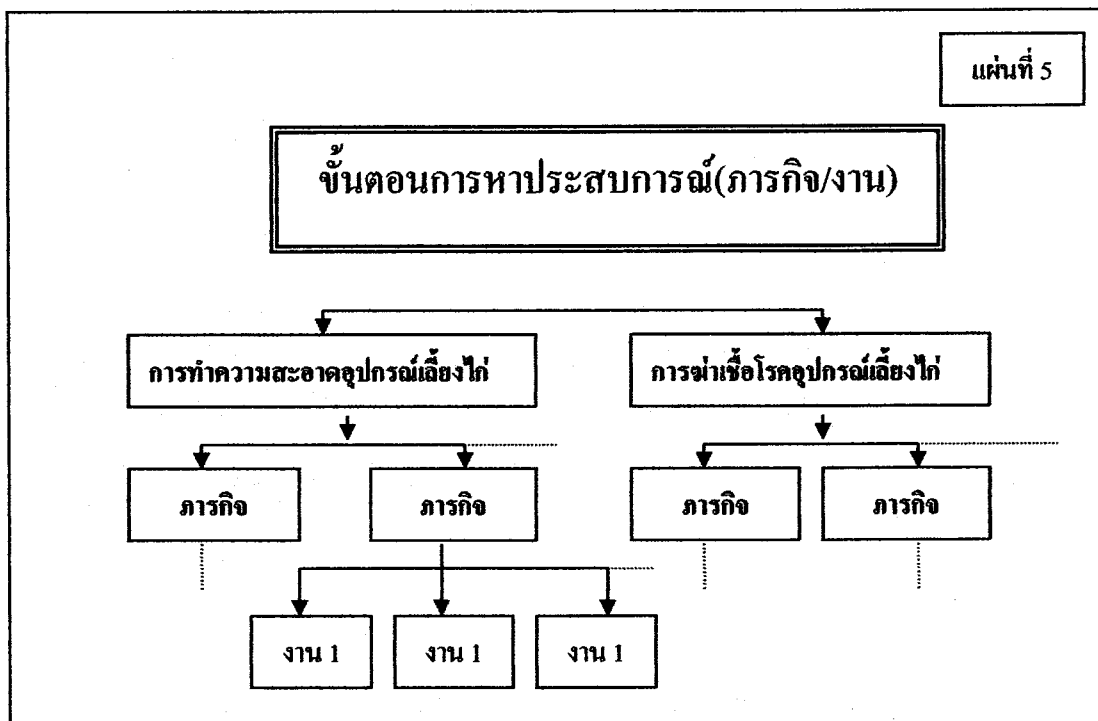 แผ่นที่ 5
ขั้นตอนการหาประสบการณ์(ภารกิจ/งาน)
การทำความสะอาดอุปกรณ์เลี้ยงไก่
การฆ่าเชื้อโรคอุปกรณ์เลี้ยงไก่
ภารกิจ
ภารกิจ
ภารกิจ
ภารกิจ
งาน 1
งาน 1
งาน 1